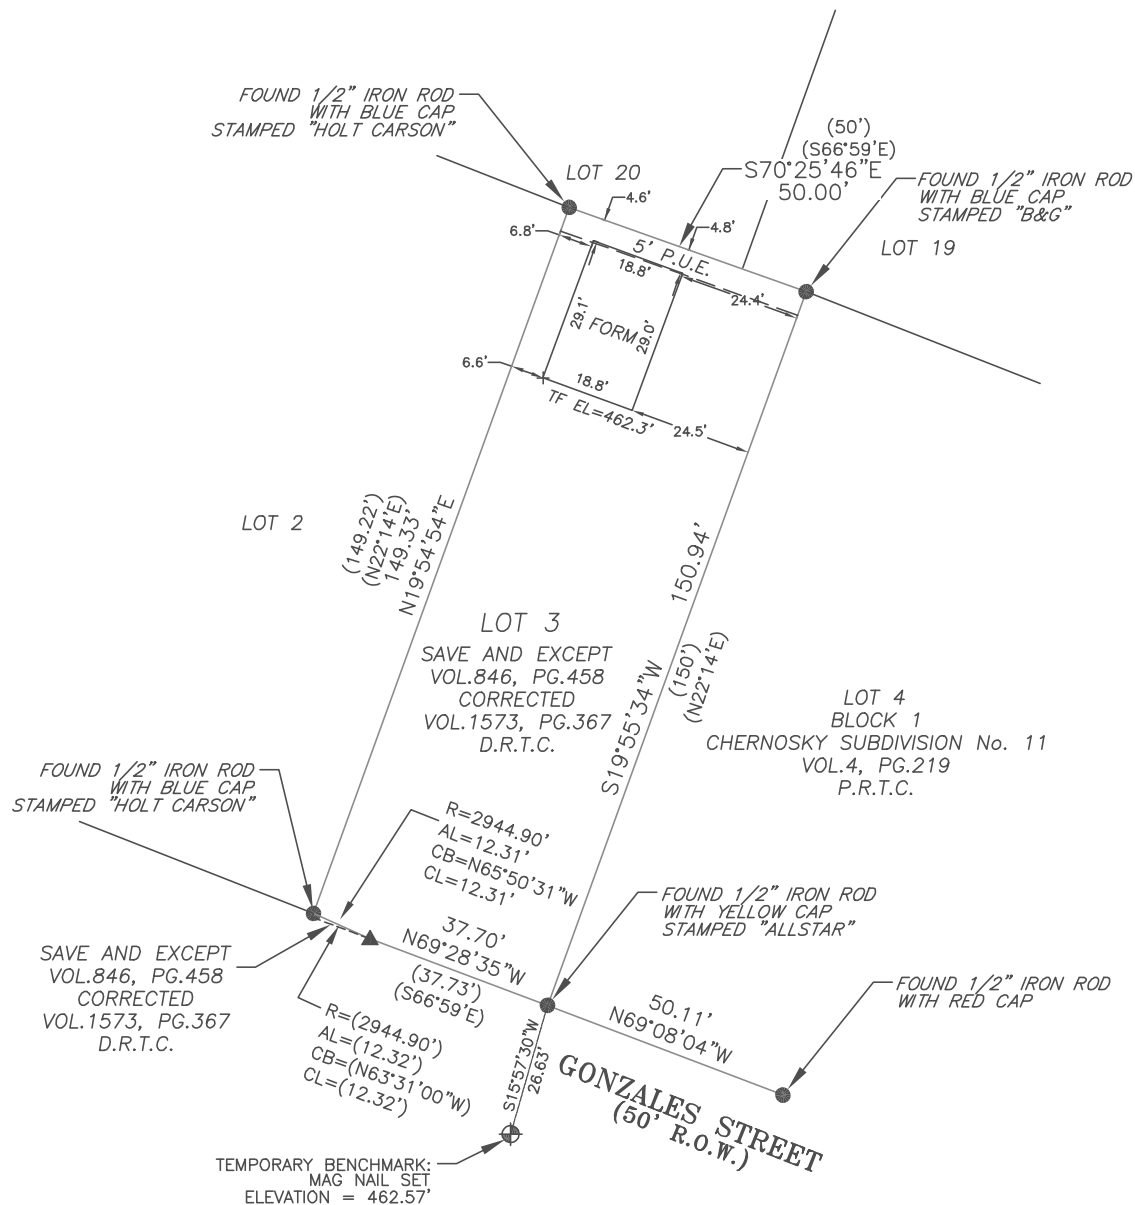 FOUND 1/2" IRON ROD
WITH BLUE CAP
STAMPED "HOLT CARSON"
(50')
(S66°59'E)
S70°25'46"E
50.00'
LOT 20
4.6'
4.8'
FOUND 1/2" IRON ROD
WITH BLUE CAP
STAMPED "B&G"
LOT 19
6.8'
5' P.U.E.
18.8'
24.4'
29.1'
FORM
29.0'
6.6'
18.8'
TF EL=462.3'
24.5'
LOT 2
(149.22')
(N22°14'E)
149.33'
N19°54'54"E
150.94'
S19°55'34"W
(150')
(N22°14'E)
LOT 3
SAVE AND EXCEPT
VOL.846, PG.458
CORRECTED
VOL.1573, PG.367
D.R.T.C.
LOT 4
BLOCK 1
CHERNOSKY SUBDIVISION No. 11
VOL.4, PG.219
P.R.T.C.
FOUND 1/2" IRON ROD
WITH BLUE CAP
STAMPED "HOLT CARSON"
R=2944.90'
AL=12.31'
CB=N65°50'31"W
CL=12.31'
37.70'
N69°28'35"W
(37.73')
(S66°59'E)
FOUND 1/2" IRON ROD
WITH YELLOW CAP
STAMPED "ALLSTAR"
SAVE AND EXCEPT
VOL.846, PG.458
CORRECTED
VOL.1573, PG.367
D.R.T.C.
R=(2944.90')
AL=(12.32')
CB=(N63°31'00"W)
CL=(12.32')
50.11'
N69°08'04"W
FOUND 1/2" IRON ROD
WITH RED CAP
S15°57'30"W
26.63'
GONZALES STREET
(50' R.O.W.)
TEMPORARY BENCHMARK:
MAG NAIL SET
ELEVATION = 462.57'